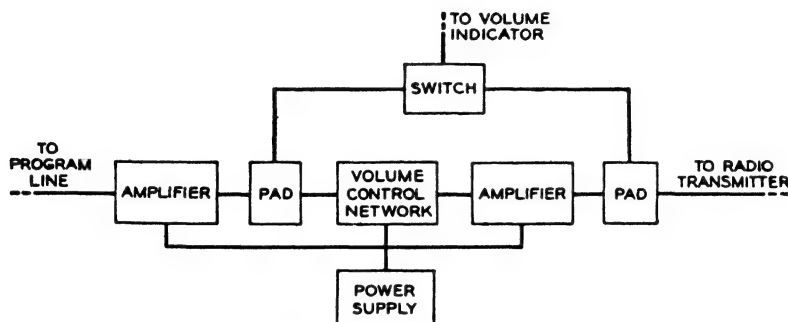 TO VOLUME
INDICATOR
SWITCH
TO
PROGRAM
LINE
AMPLIFIER
PAD
VOLUME
CONTROL
NETWORK
AMPLIFIER
PAD
TO RADIO
TRANSMITTER
POWER
SUPPLY